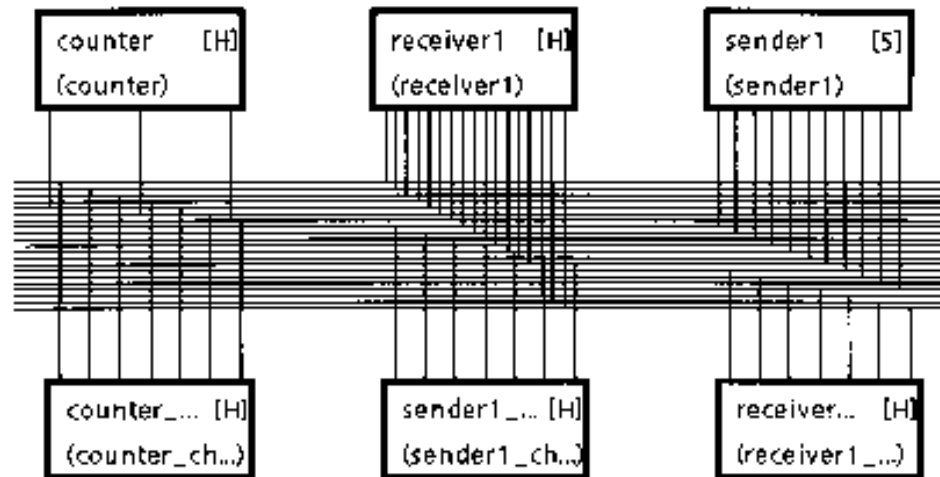 counter [H]
(counter)
receiver1 [H]
(receiver1)
sender1 [S]
(sender1)
counter_... [H]
(counter_ch...)
sender1_... [H]
(sender1_ch...)
receiver... [H]
(receiver1_...)